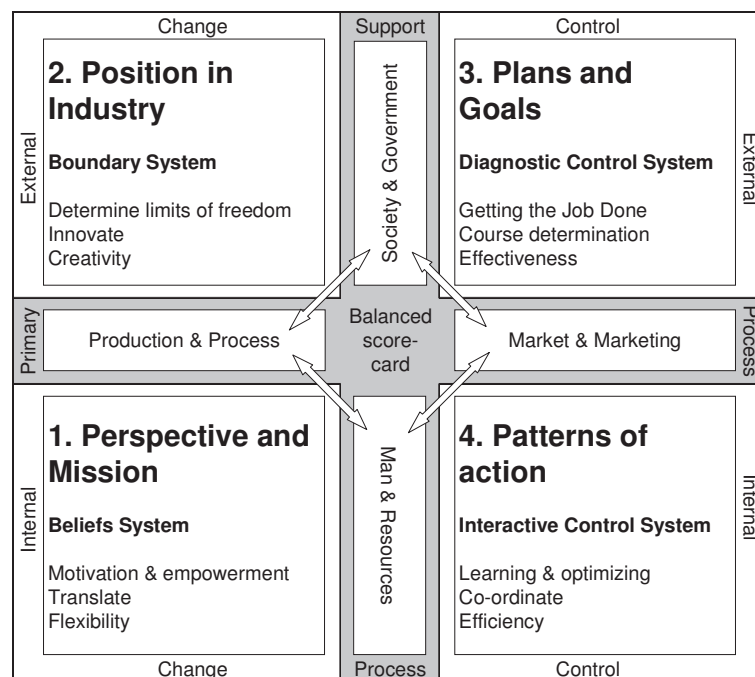 Change
Support
Control
External
2. Position in
Industry
Boundary System
Determine limits of freedom
Innovate
Creativity
Society & Government
3. Plans and
Goals
Diagnostic Control System
Getting the Job Done
Course determination
Effectiveness
External
Primary
Production & Process
Balanced
score-
card
Market & Marketing
Process
Internal
1. Perspective and
Mission
Beliefs System
Motivation & empowerment
Translate
Flexibility
Man & Resources
4. Patterns of
action
Interactive Control System
Learning & optimizing
Co-ordinate
Efficiency
Internal
Change
Process
Control